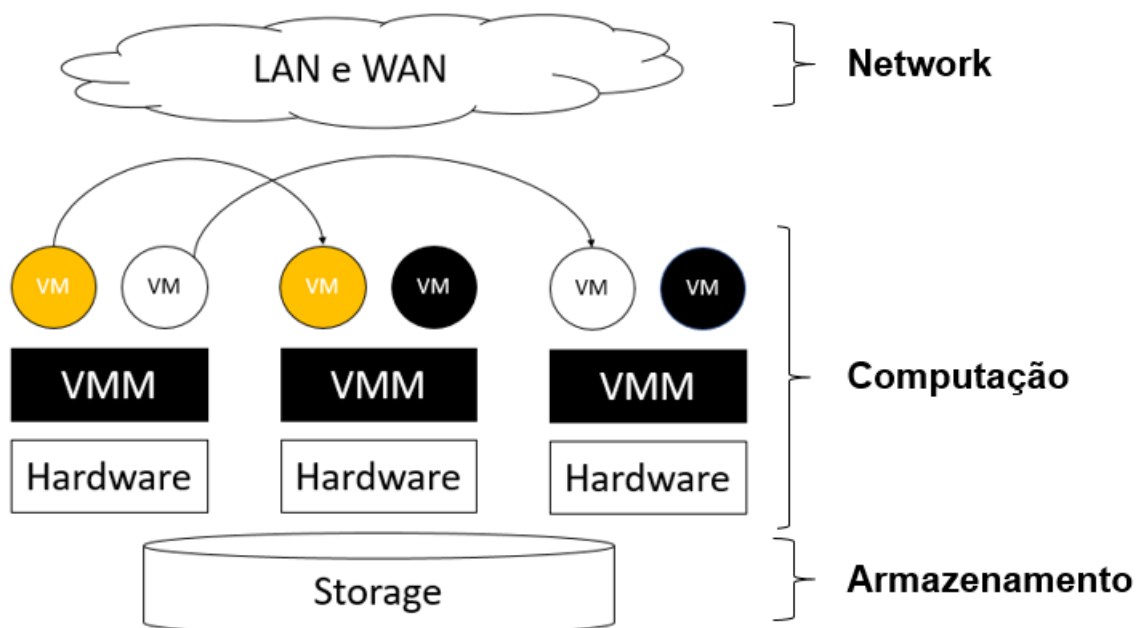 LAN e WAN
Network
VM
VM
VM
VM
VM
VM
VMM
VMM
VMM
Computação
Hardware
Hardware
Hardware
Storage
Armazenamento